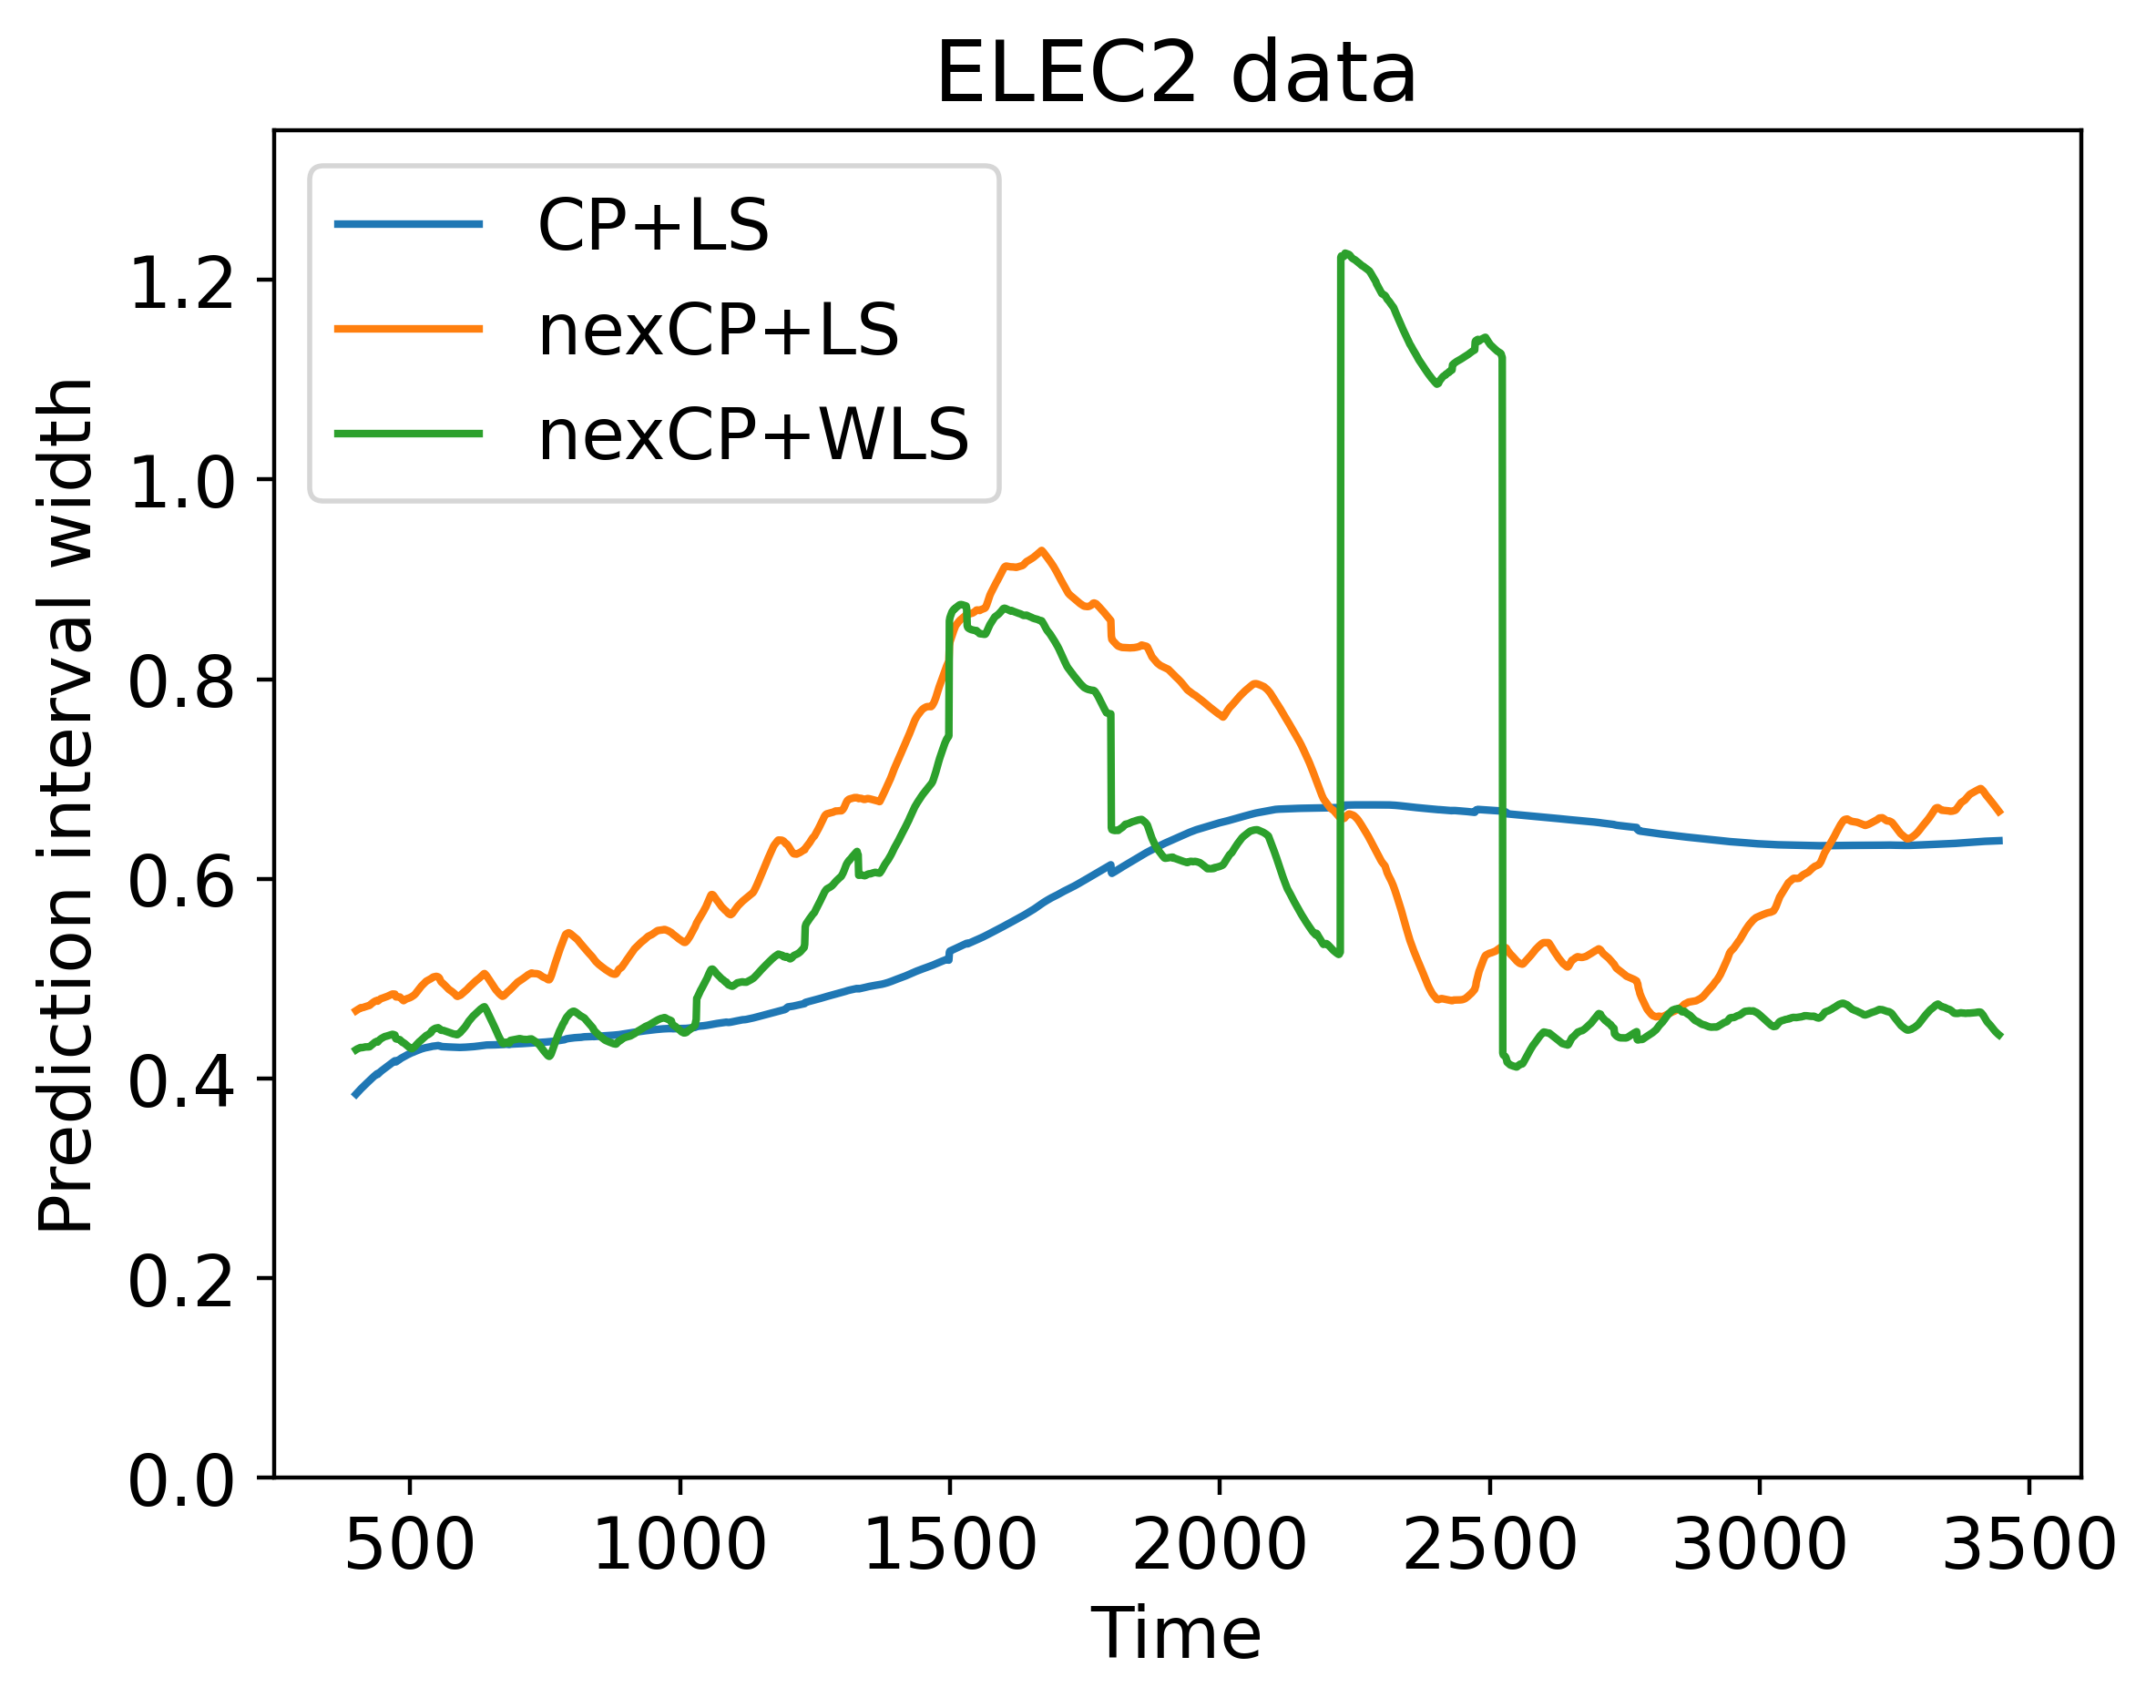 ELEC2 data
CP+LS
nexCP+LS
nexCP+WLS
Prediction interval width
1.2
1.0
0.8
0.6
0.4
0.2
0.0
500 1000 1500 2000 2500 3000 3500
Time